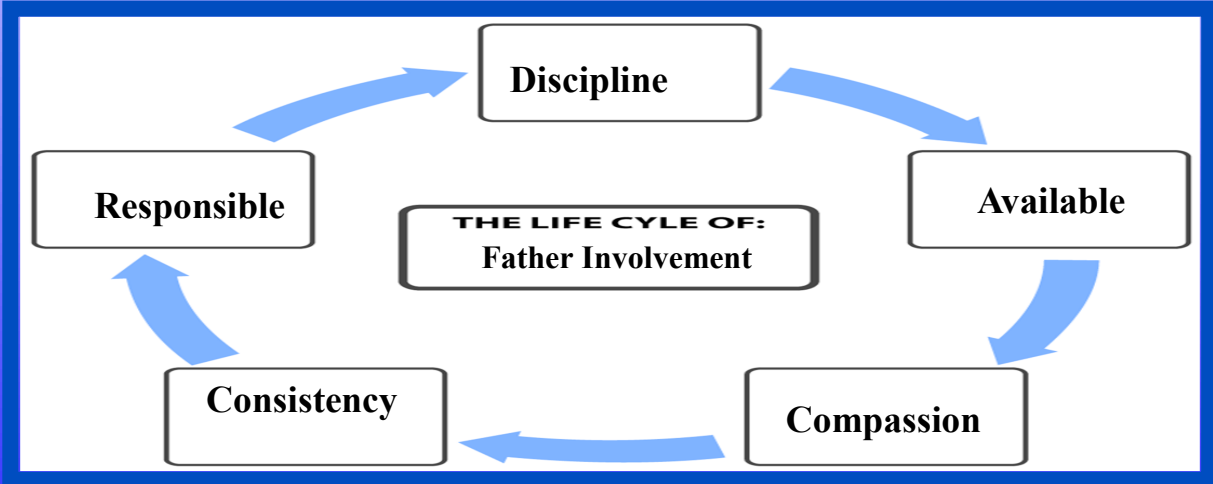 Discipline
Responsible
Available
THE LIFE CYLE OF:
Father Involvement
Consistency
Compassion